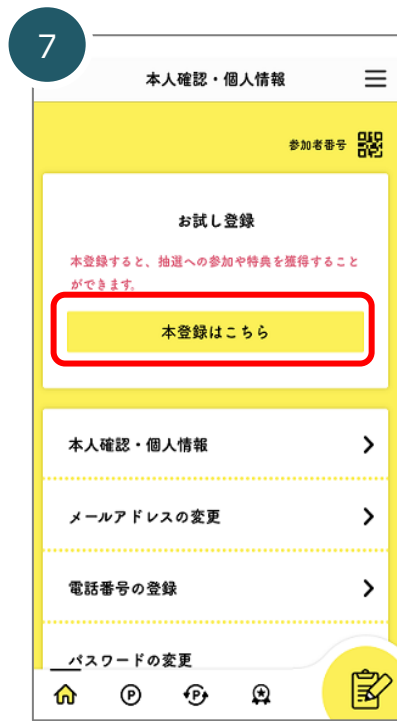 7
本人確認・個人情報
参加者番号
お試し登録
本登録すると、抽選への参加や特典を獲得すること
ができます。
本登録はこちら
本人確認・個人情報
メールアドレスの変更
電話番号の登録
パスワードの変更
P
P